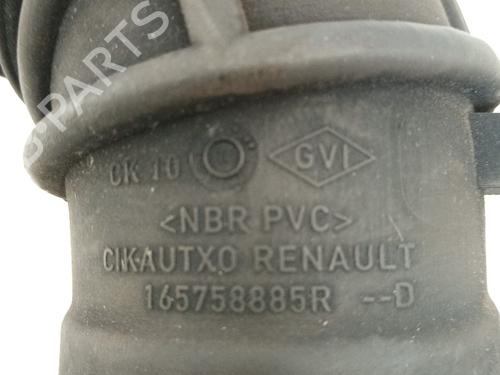 B-PARTS
CK 10 GVI
<NBR PVC>
CIKAUTXO RENAULT
165758885R --D